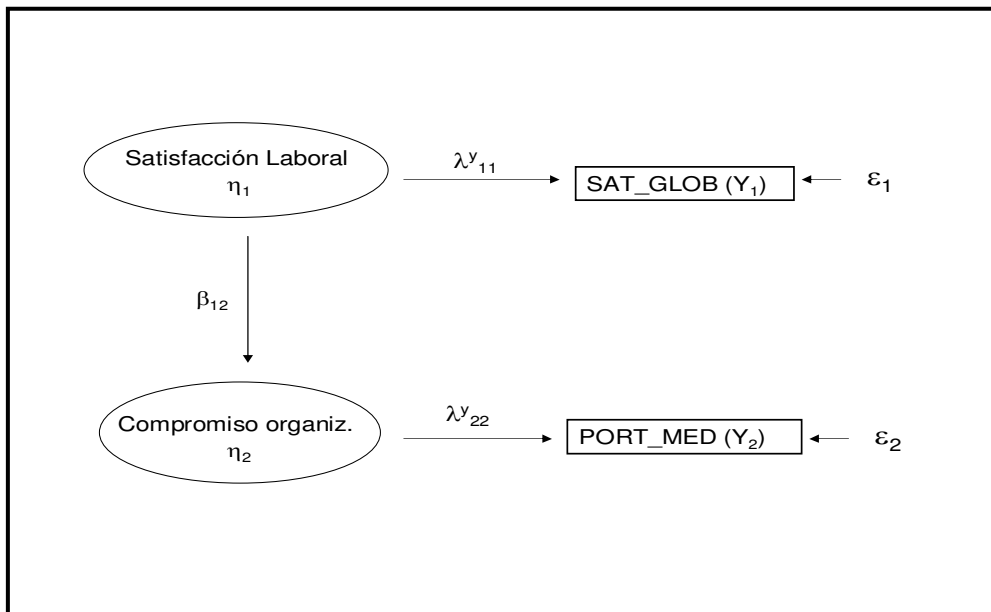 Satisfacción Laboral
η₁
λʸ₁₁
SAT_GLOB (Y₁)
ε₁
β₁₂
Compromiso organiz.
η₂
λʸ₂₂
PORT_MED (Y₂)
ε₂